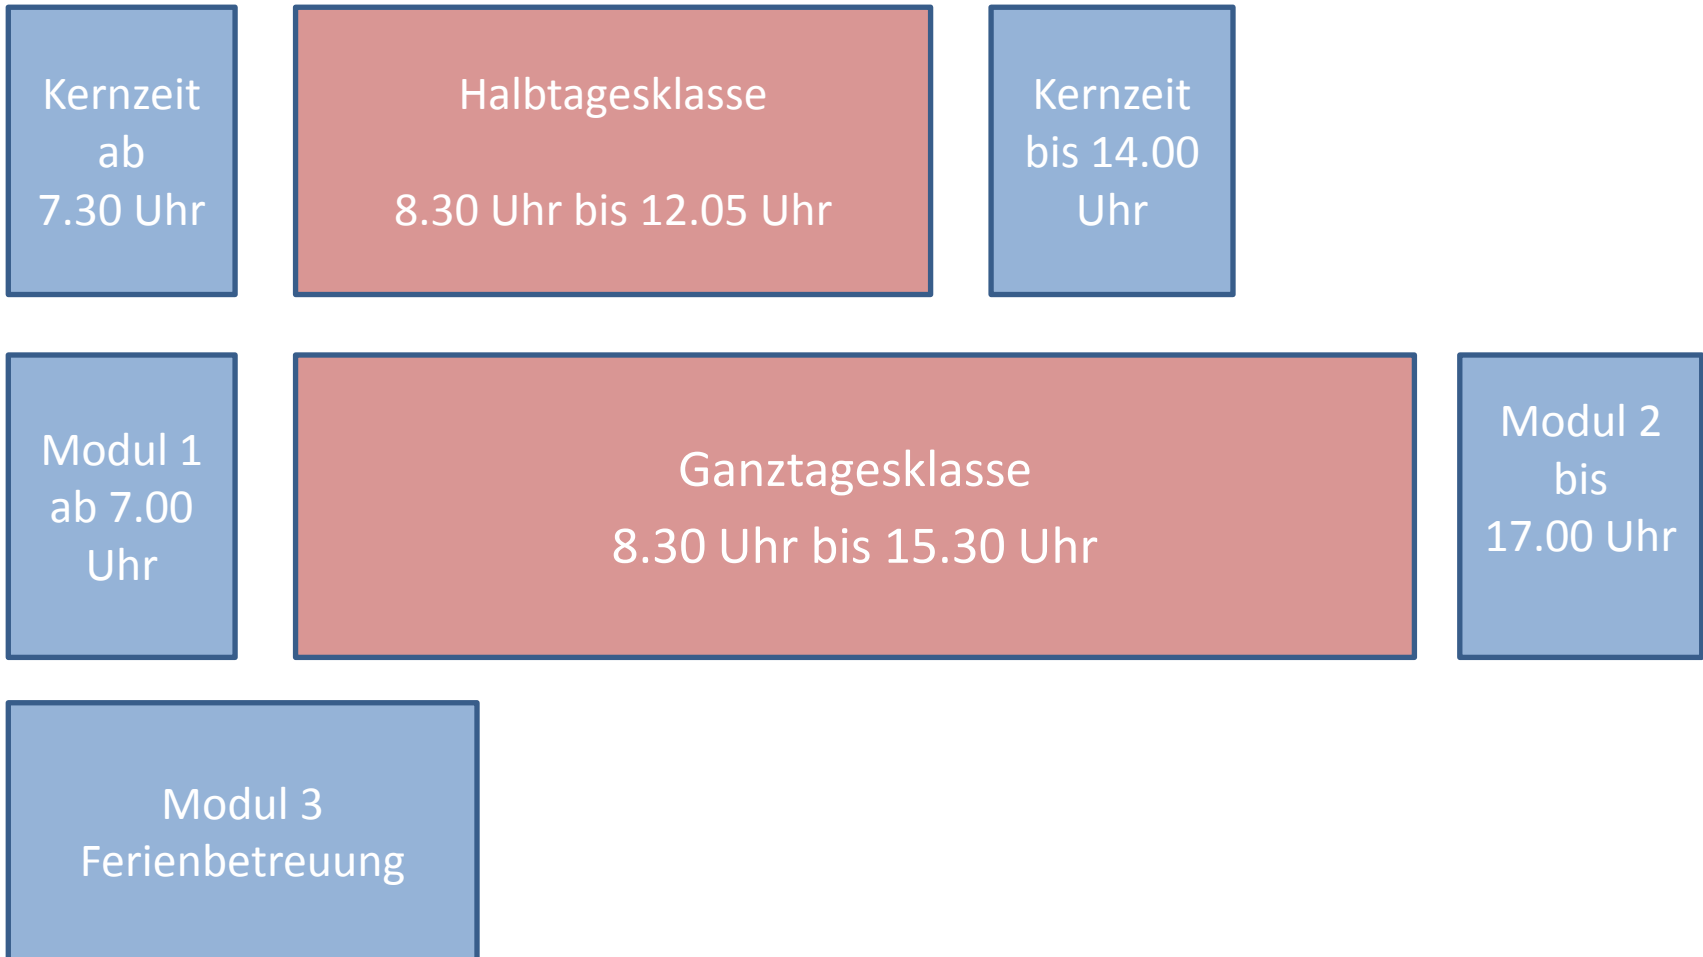 Kernzeit
ab
7.30 Uhr
Halbtagesklasse
8.30 Uhr bis 12.05 Uhr
Kernzeit
bis 14.00
Uhr
Modul 1
ab 7.00
Uhr
Ganztagesklasse
8.30 Uhr bis 15.30 Uhr
Modul 2
bis
17.00 Uhr
Modul 3
Ferienbetreuung